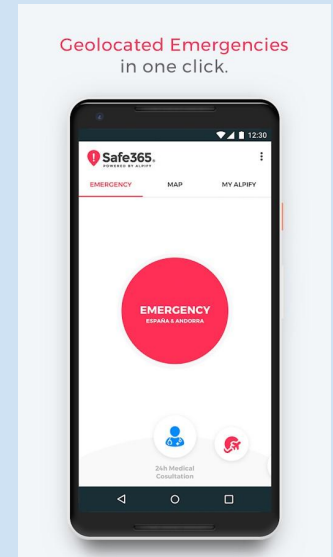 Geolocated Emergencies
in one click.
12:30
Safe365®
POWERED BY ALPIFY
EMERGENCY MAP MY ALPIFY
EMERGENCY
ESPAÑA & ANDORRA
24h Medical
Cosultation